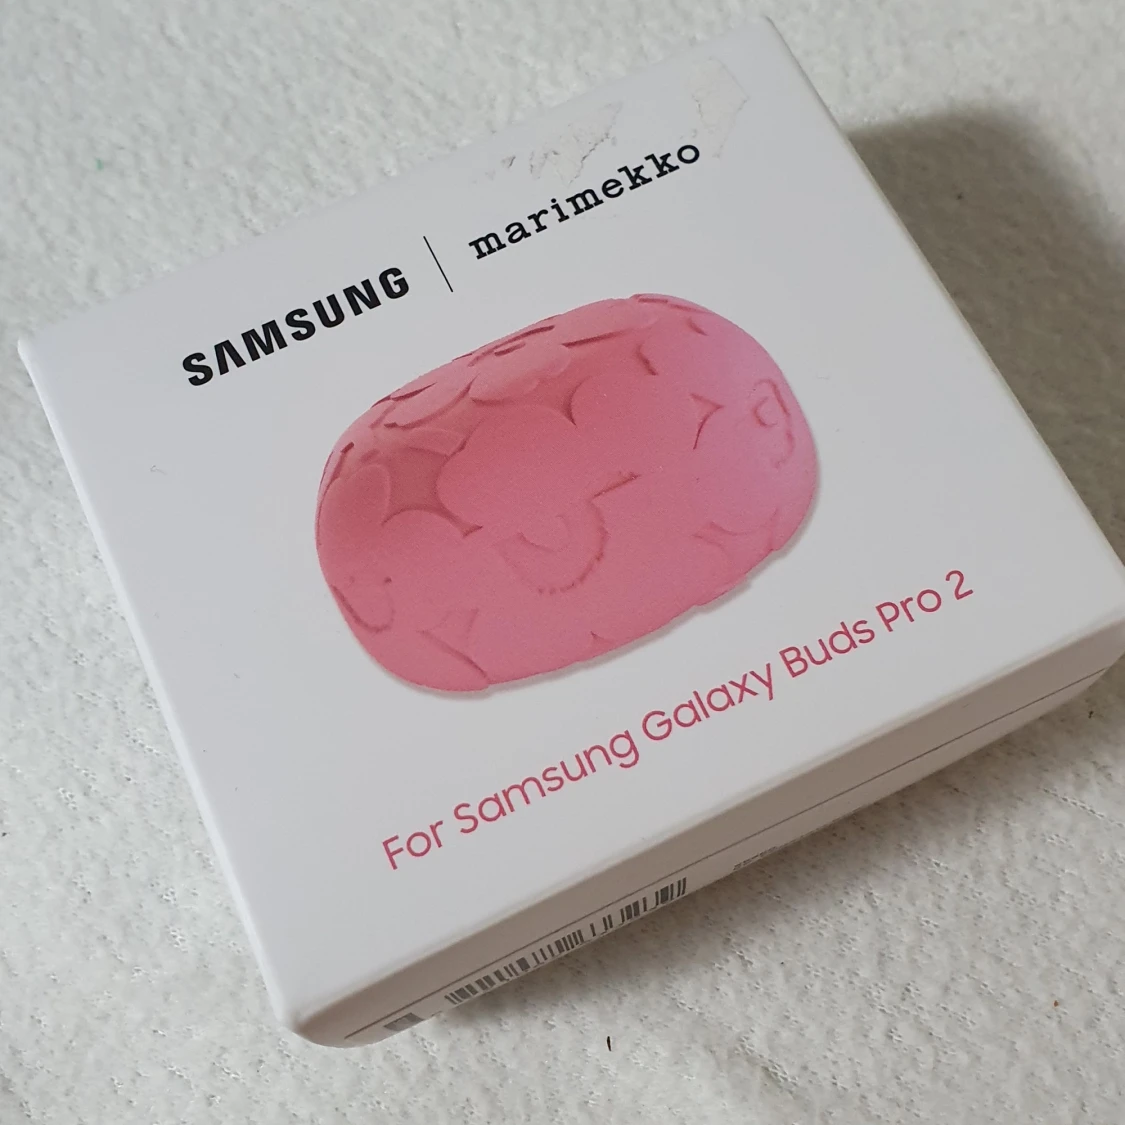 SAMSUNG | marimekko
For Samsung Galaxy Buds Pro 2